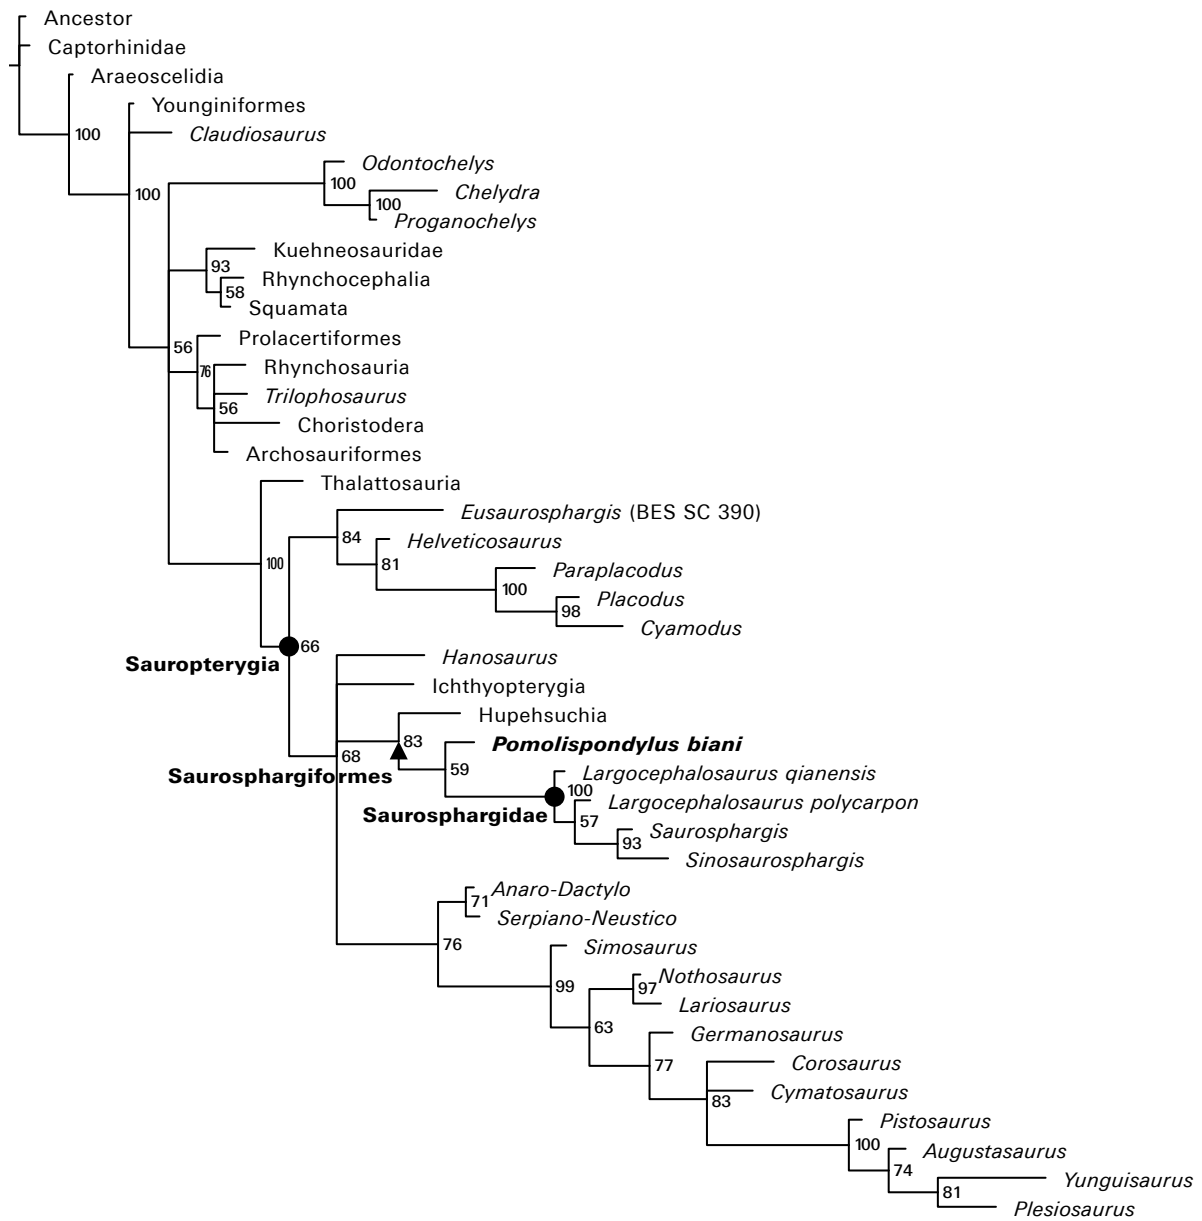 Ancestor
Captorhinidae
Araeoscelidia
Younginiformes
100
Claudiosaurus
Odontochelys
100
100
Chelydra
100
Proganochelys
Kuehneosauridae
93
Rhynchocephalia
58
Squamata
Prolacertiformes
56
76
Rhynchosauria
Trilophosaurus
56
Choristodera
Archosauriformes
Thalattosauria
Eusaurosphargis (BES SC 390)
84
Helveticosaurus
100
81
Paraplacodus
100
Placodus
98
Cyamodus
66
Sauropterygia
Hanosaurus
Ichthyopterygia
Hupehsuchia
83
Pomolispondylus biani
68
59
Saurosphargiformes
Largocephalosaurus qianensis
100
Largocephalosaurus polycarpon
Saurosphargidae
57
Saurosphargis
93
Sinosaurosphargis
Anaro-Dactylo
71
Serpiano-Neustico
76
Simosaurus
Nothosaurus
99
97
Lariosaurus
63
Germanosaurus
77
Corosaurus
Cymatosaurus
83
Pistosaurus
100
Augustasaurus
74
Yunguisaurus
81
Plesiosaurus